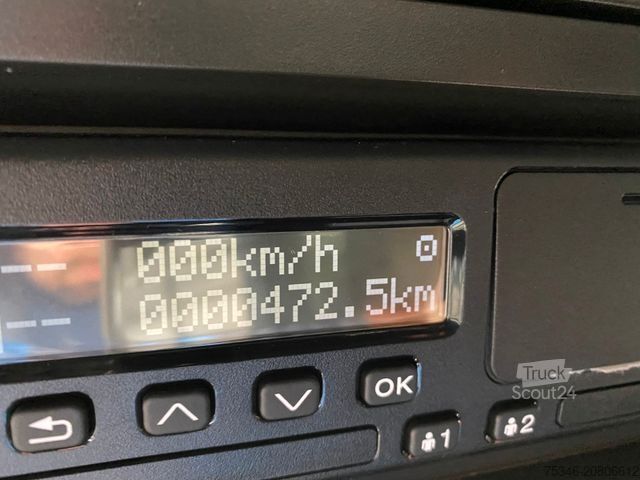 000km/h
0000472.5km
OK
1
2
Truck
Scout24
75346-20806612